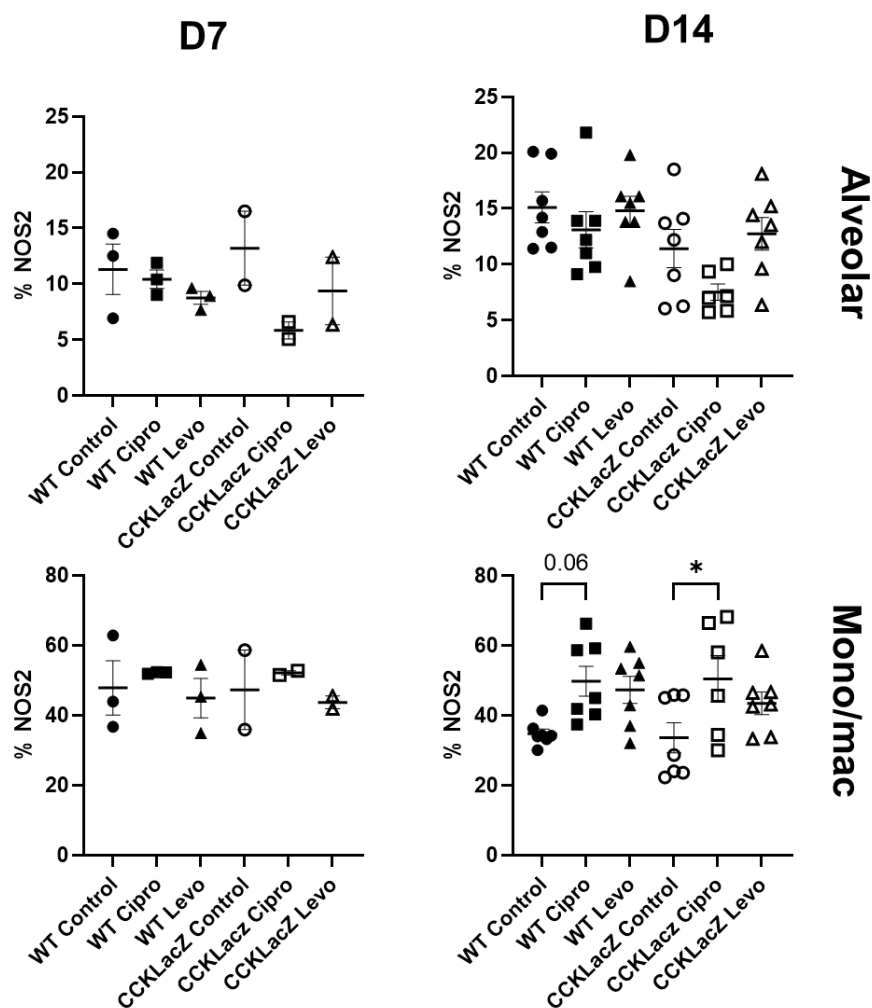 D7
D14
25
20
15
10
5
0
% NOS2
WT Control
WT Cipro
WT Levo
CCKLacZ Control
CCKLacZ Cipro
CCKLacZ Levo
25
20
15
10
5
0
% NOS2
WT Control
WT Cipro
WT Levo
CCKLacZ Control
CCKLacZ Cipro
CCKLacZ Levo
Alveolar
80
60
40
20
0
% NOS2
WT Control
WT Cipro
WT Levo
CCKLacZ Control
CCKLacZ Cipro
CCKLacZ Levo
80
60
40
20
0
% NOS2
0.06
*
WT Control
WT Cipro
WT Levo
CCKLacZ Control
CCKLacZ Cipro
CCKLacZ Levo
Mono/mac